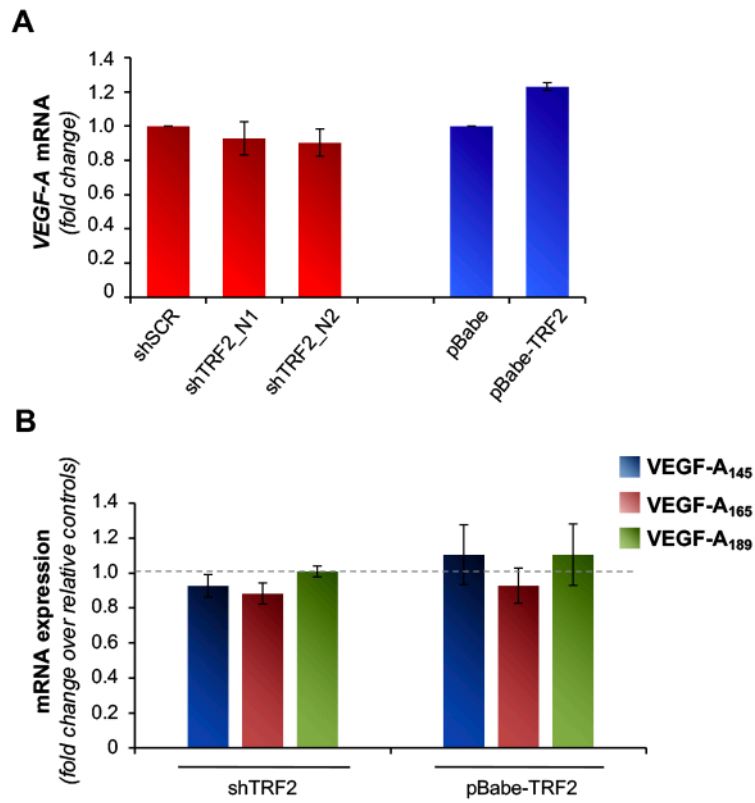 A
VEGF-A mRNA
(fold change)
1.4
1.2
1.0
0.8
0.6
0.4
0.2
0
shSCR
shTRF2_N1
shTRF2_N2
pBabe
pBabe-TRF2
B
mRNA expression
(fold change over relative controls)
1.4
1.2
1.0
0.8
0.6
0.4
0.2
0
VEGF-A145
VEGF-A165
VEGF-A189
shTRF2
pBabe-TRF2